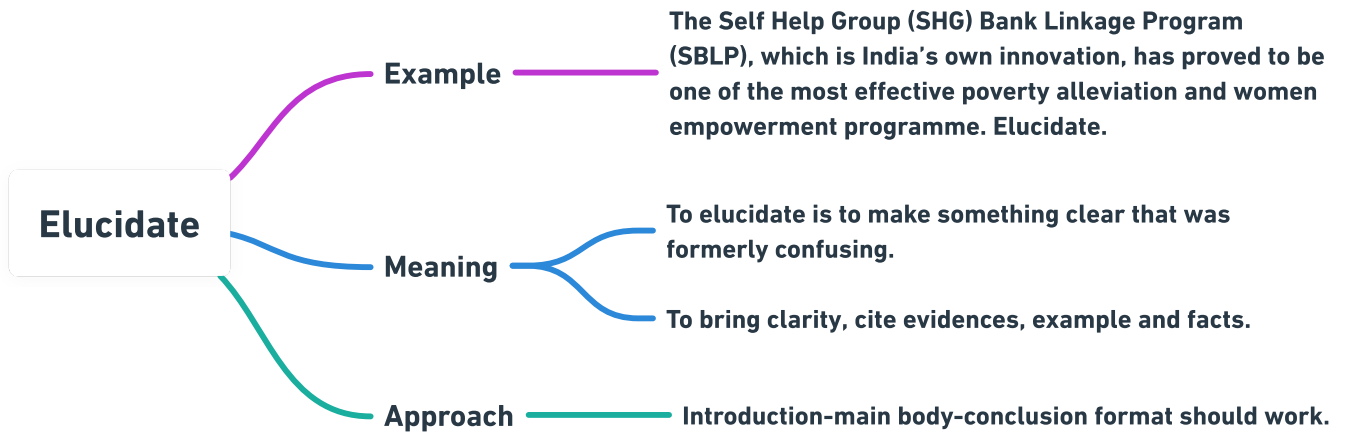 Elucidate
Example
The Self Help Group (SHG) Bank Linkage Program
(SBLP), which is India’s own innovation, has proved to be
one of the most effective poverty alleviation and women
empowerment programme. Elucidate.
Meaning
To elucidate is to make something clear that was
formerly confusing.
To bring clarity, cite evidences, example and facts.
Approach
Introduction-main body-conclusion format should work.